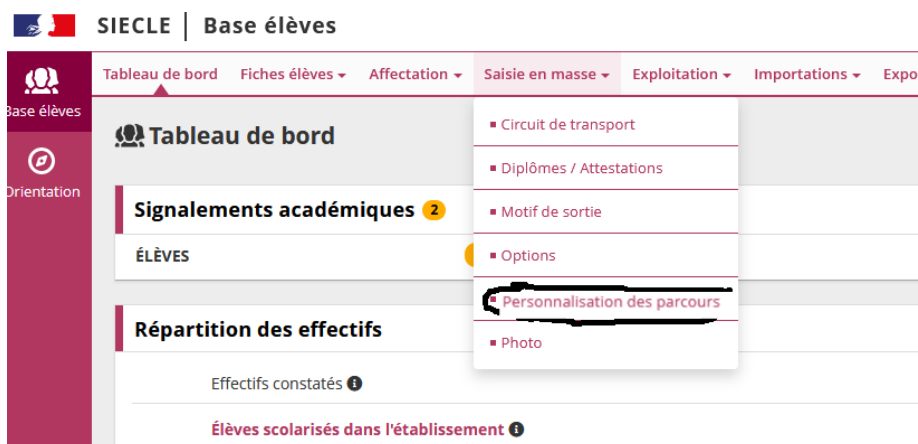 SIECLE | Base élèves
Tableau de bord Fiches élèves Affectation Saisie en masse Exploitation Importations Expo
Base élèves
Orientation
Tableau de bord
Circuit de transport
Diplômes / Attestations
Motif de sortie
Options
Personnalisation des parcours
Photo
Signalements académiques 2
ÉLÈVES
Répartition des effectifs
Effectifs constatés
Élèves scolarisés dans l'établissement